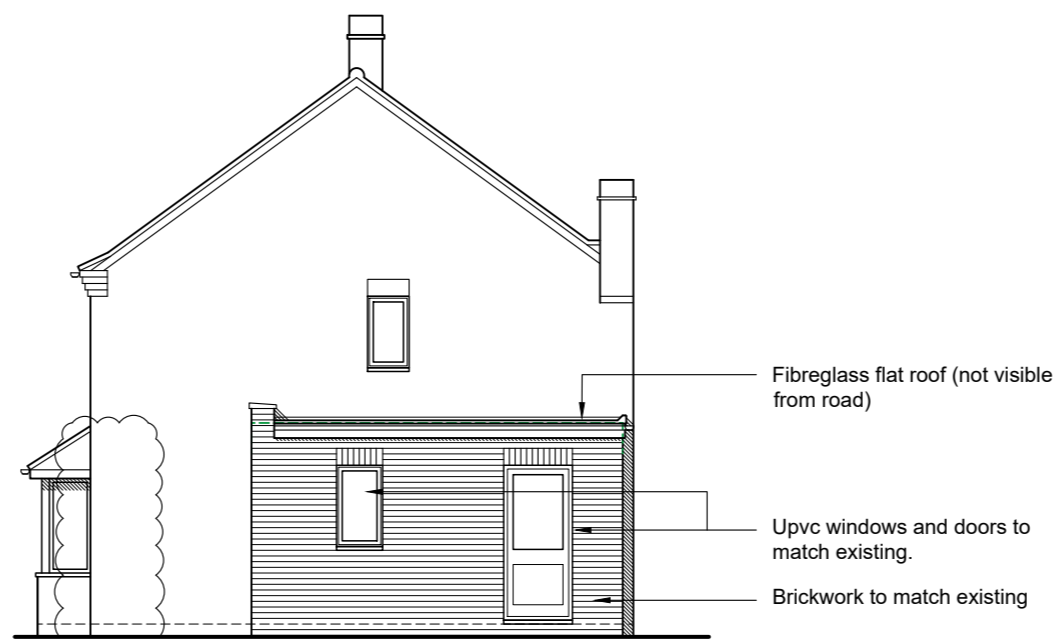 Fibreglass flat roof (not visible
from road)
Upvc windows and doors to
match existing.
Brickwork to match existing